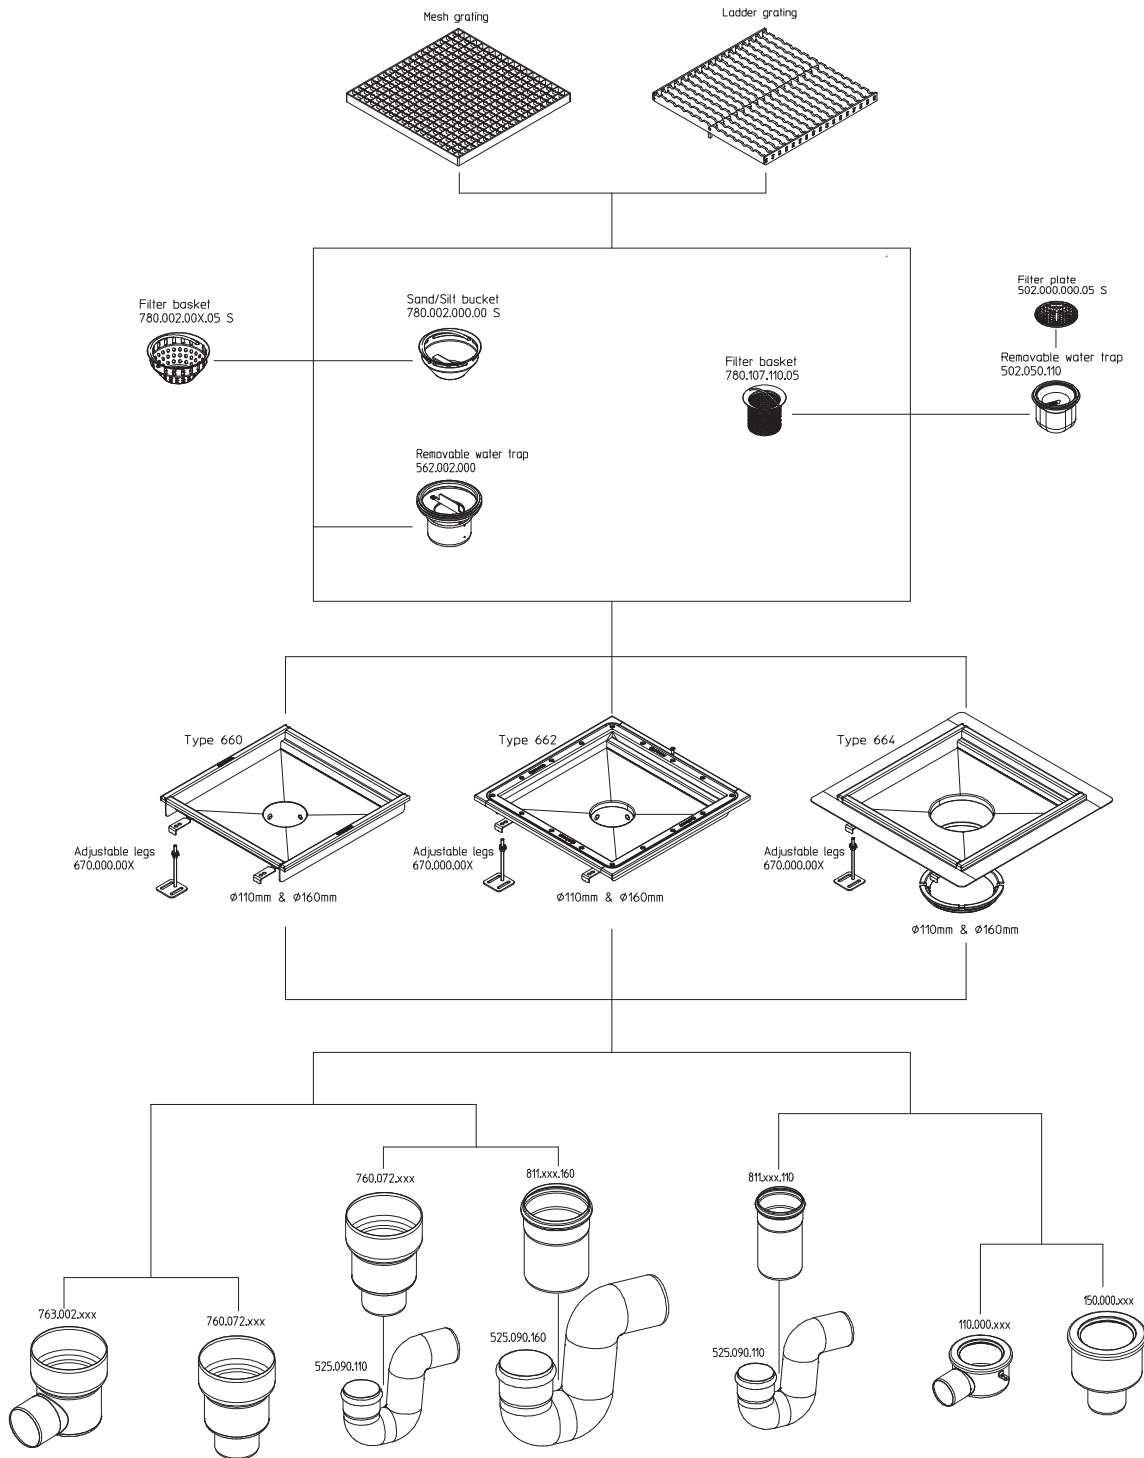 Mesh grating
Ladder grating
Filter basket
780.002.00X.05 S
Sand/Silt bucket
780.002.000.00 S
Filter plate
502.000.000.05 S
Filter basket
780.107.110.05
Removable water trap
502.050.110
Removable water trap
562.002.000
Type 660
Type 662
Type 664
Adjustable legs
670.000.00X
Adjustable legs
670.000.00X
Adjustable legs
670.000.00X
Ø110mm & Ø160mm
Ø110mm & Ø160mm
Ø110mm & Ø160mm
760.072.xxx
811.xxx.160
811.xxx.110
763.002.xxx
760.072.xxx
525.090.110
525.090.160
525.090.110
110.000.xxx
150.000.xxx